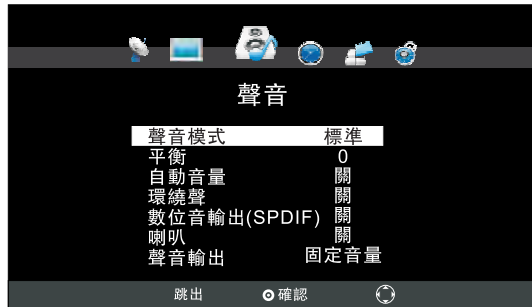 聲音
聲音模式 標準
平衡 0
自動音量 關
環繞聲 關
數位音輸出(SPDIF) 關
喇叭 關
聲音輸出 固定音量
跳出 確認